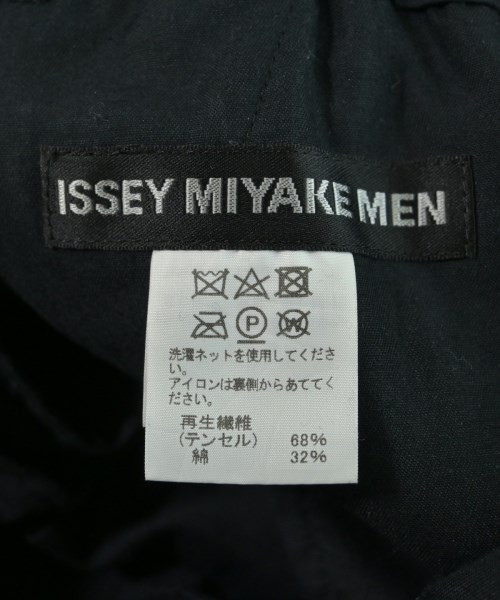 ISSEY MIYAKE MEN
P
W
洗濯ネットを使用してくださ
い。
アイロンは裏側からあててく
ださい。
再生繊維
(テンセル) 68%
綿 32%